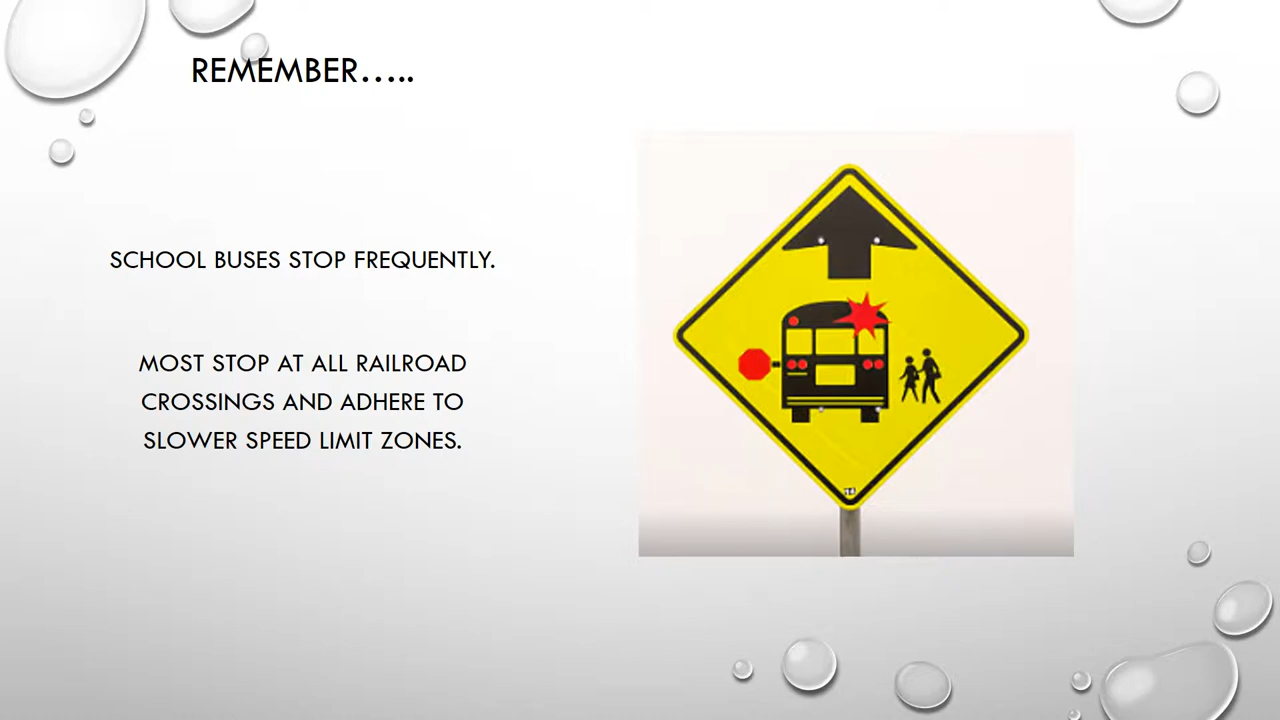 REMEMBER…..
SCHOOL BUSES STOP FREQUENTLY.
MOST STOP AT ALL RAILROAD
CROSSINGS AND ADHERE TO
SLOWER SPEED LIMIT ZONES.